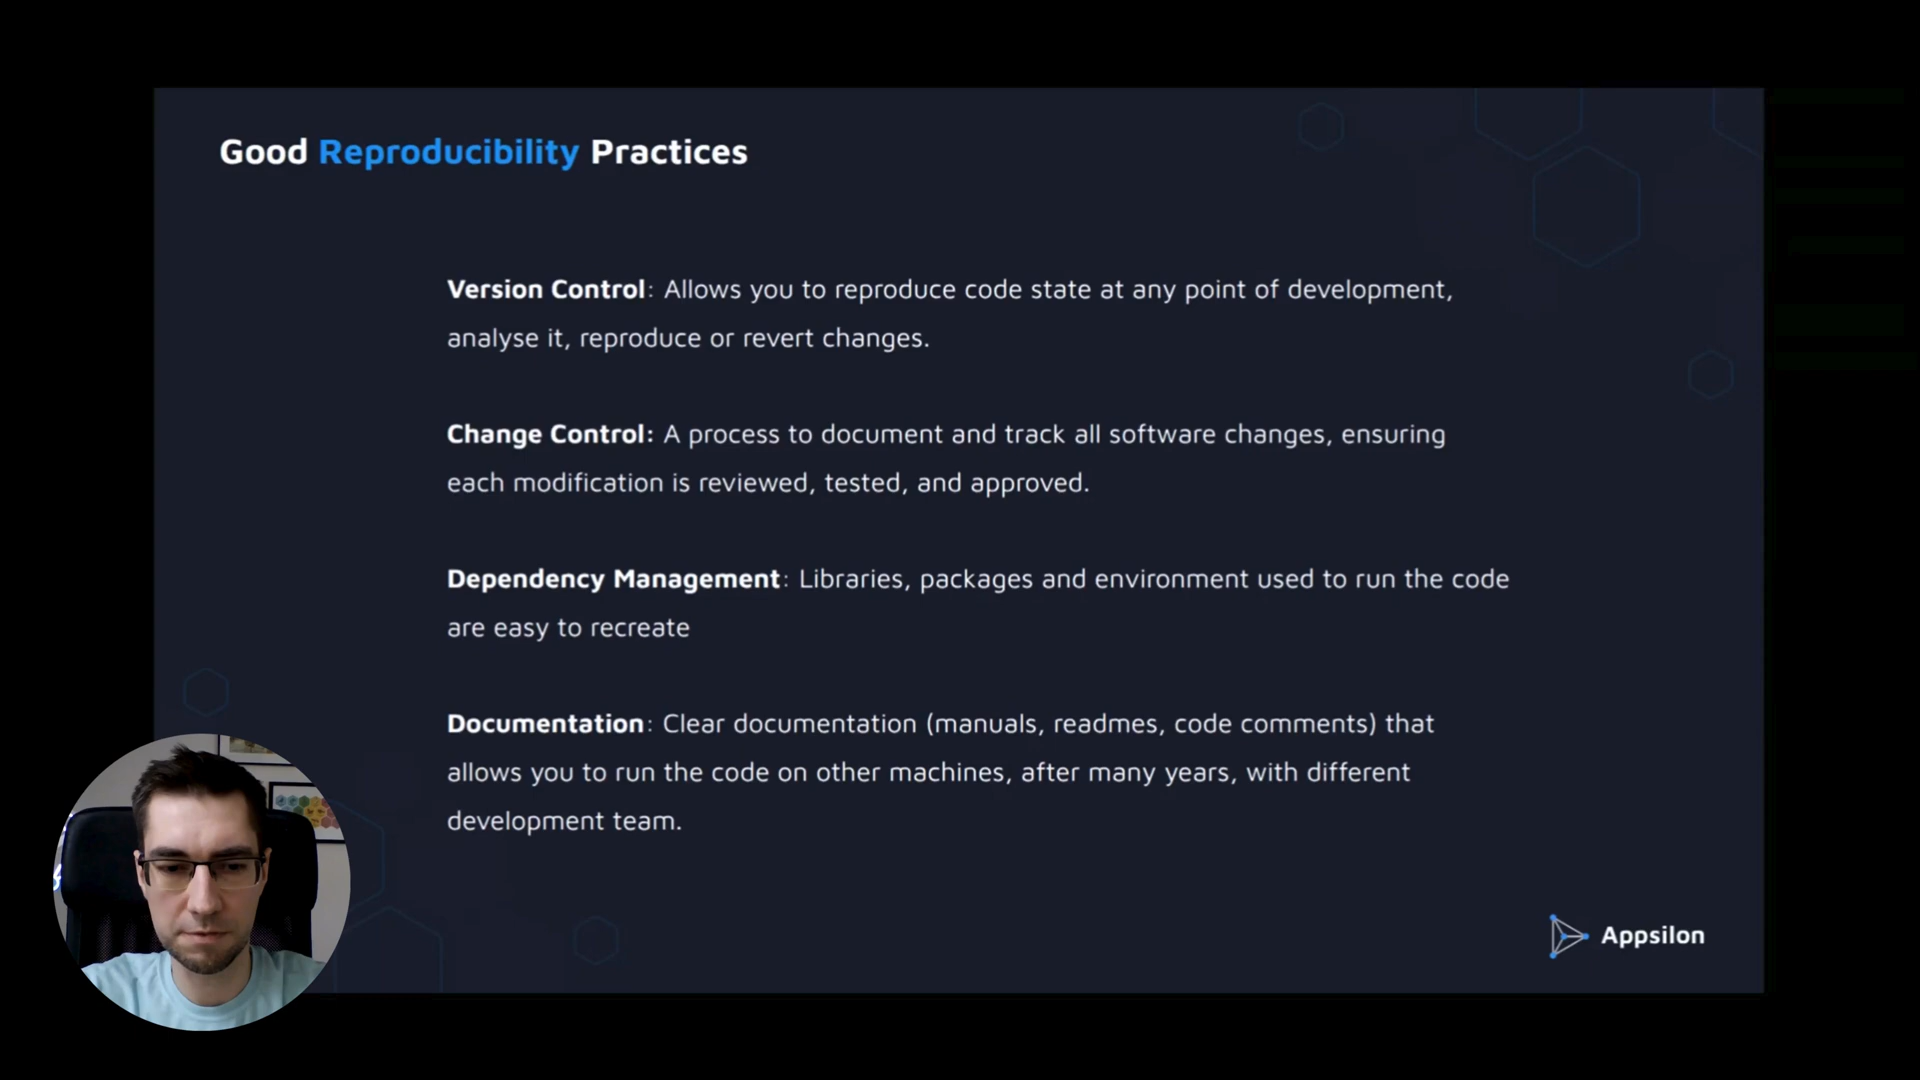 Good Reproducibility Practices
Version Control: Allows you to reproduce code state at any point of development,
analyse it, reproduce or revert changes.
Change Control: A process to document and track all software changes, ensuring
each modification is reviewed, tested, and approved.
Dependency Management: Libraries, packages and environment used to run the code
are easy to recreate
Documentation: Clear documentation (manuals, readmes, code comments) that
allows you to run the code on other machines, after many years, with different
development team.
Appsilon